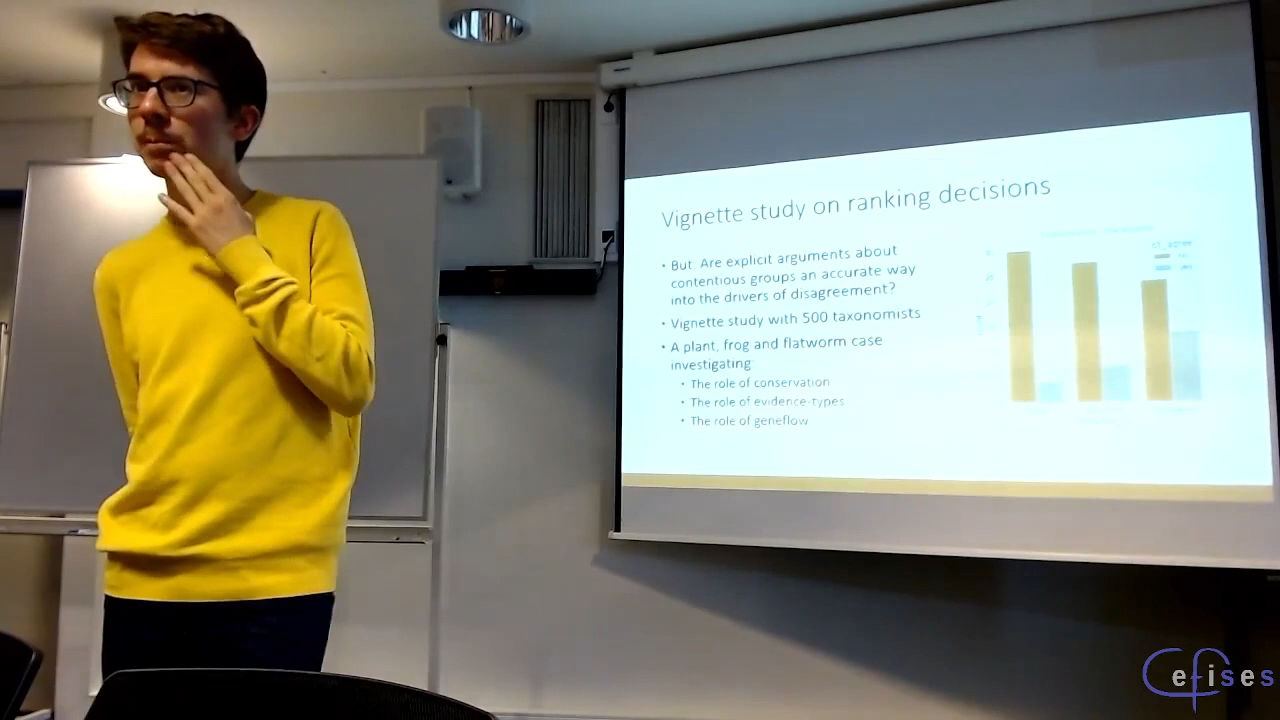 Vignette study on ranking decisions
• But. Are explicit arguments about
contentious groups an accurate way
into the drivers of disagreement?
• Vignette study with 500 taxonomists
• A plant, frog and flatworm case
investigating
• The role of conservation
• The role of evidence-types
• The role of geneflow
Cefises